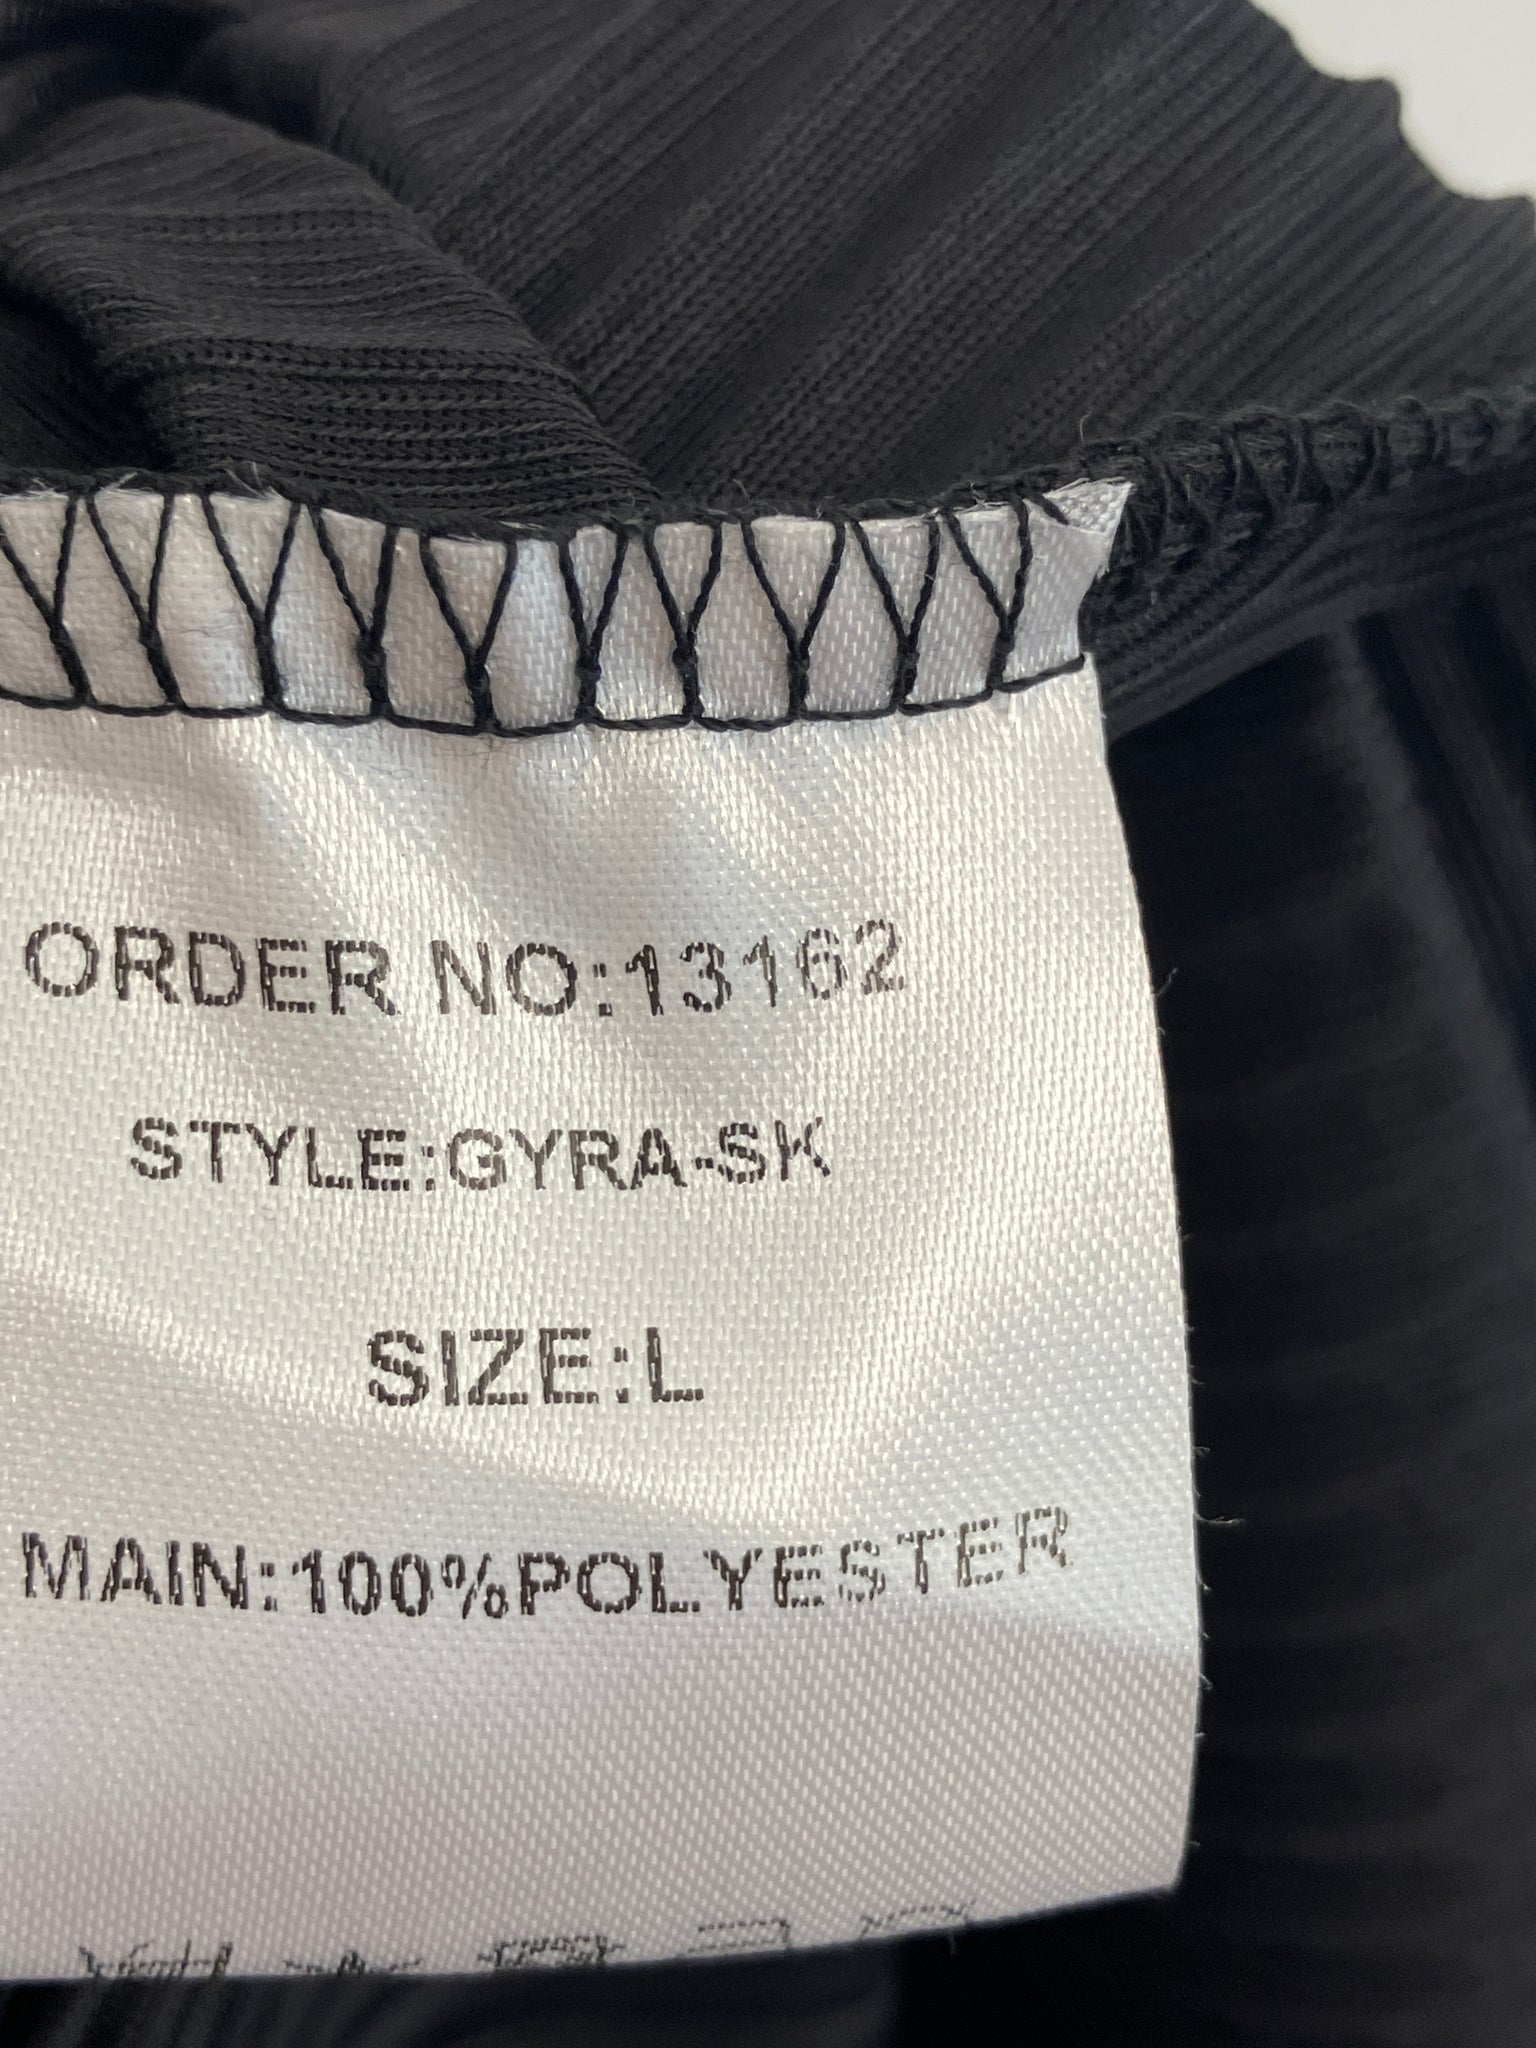 ORDER NO:13162
STYLE:GYRA-SK
SIZE:L
MAIN:100%POLYESTER